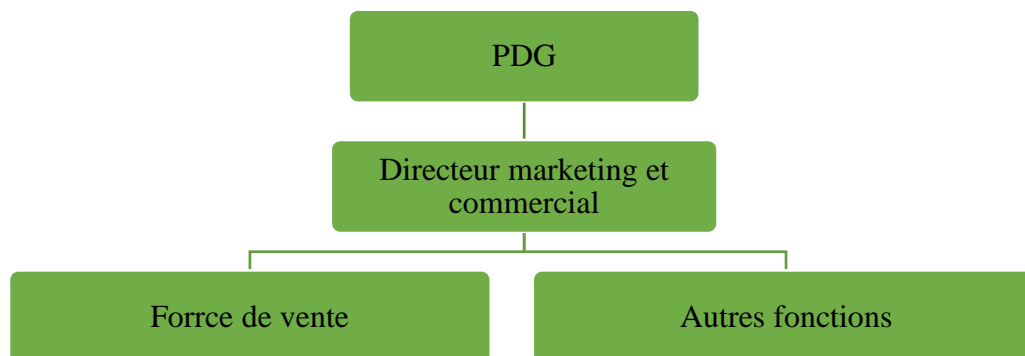 PDG
Directeur marketing et
commercial
Forrce de vente
Autres fonctions